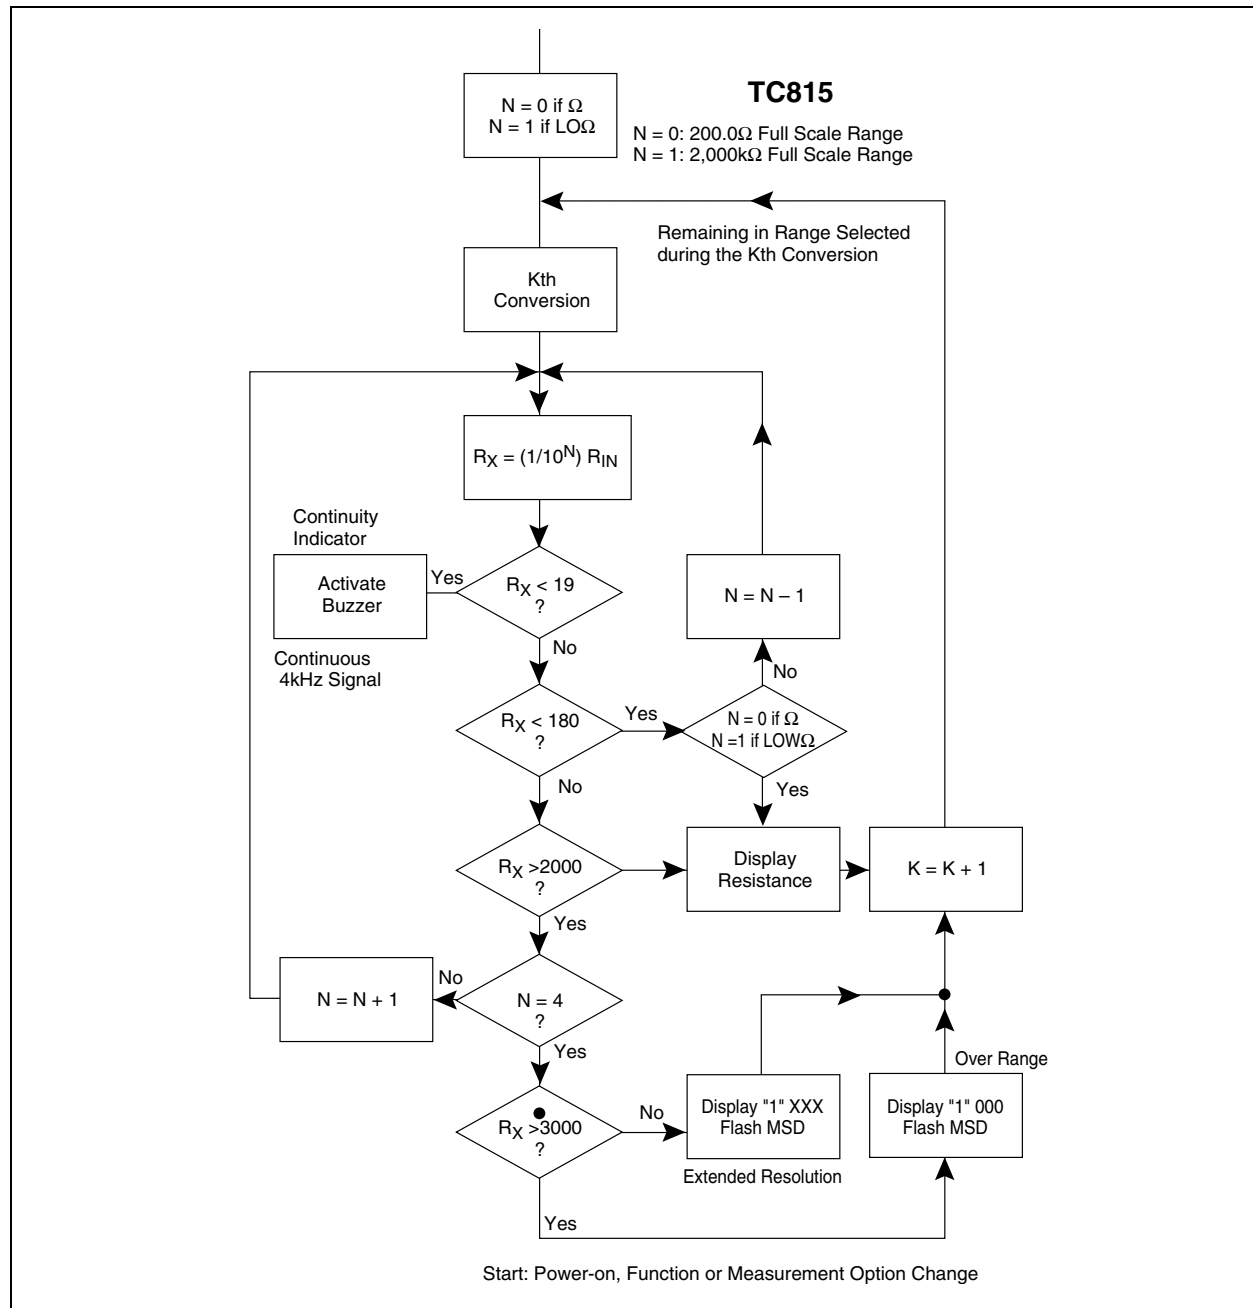 N = 0 if Ω
N = 1 if LOΩ
TC815
N = 0: 200.0Ω Full Scale Range
N = 1: 2,000kΩ Full Scale Range
Remaining in Range Selected
during the Kth Conversion
Kth
Conversion
RX = (1/10^N) RIN
Continuity
Indicator
Activate
Buzzer
Yes
RX < 19
?
N = N – 1
Continuous
4kHz Signal
No
No
RX < 180
?
Yes
N = 0 if Ω
N =1 if LOWΩ
No
Yes
RX >2000
?
Display
Resistance
K = K + 1
Yes
N = N + 1
No
N = 4
?
Yes
Over Range
RX >3000
?
No
Display "1" XXX
Flash MSD
Display "1" 000
Flash MSD
Extended Resolution
Yes
Start: Power-on, Function or Measurement Option Change